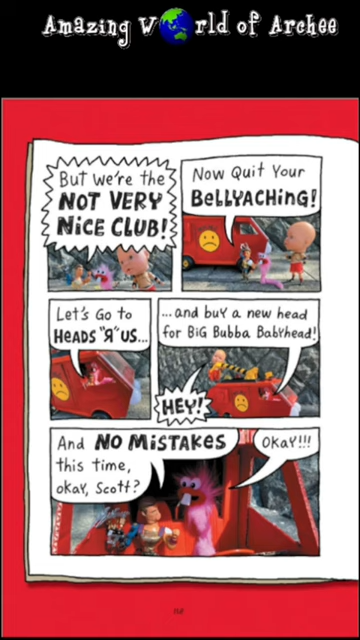 Amazing World of Archee
But we're the
NOT VERY
NiCE CLUB!
Now Quit Your
BELLYACHiNG!
Let's Go to
HEADS "Я" US...
...and buy a new head
for BiG Bubba Babyhead!
HEY!
And NO MiSTAKES
this time,
okay, Scott?
OkAY!!!